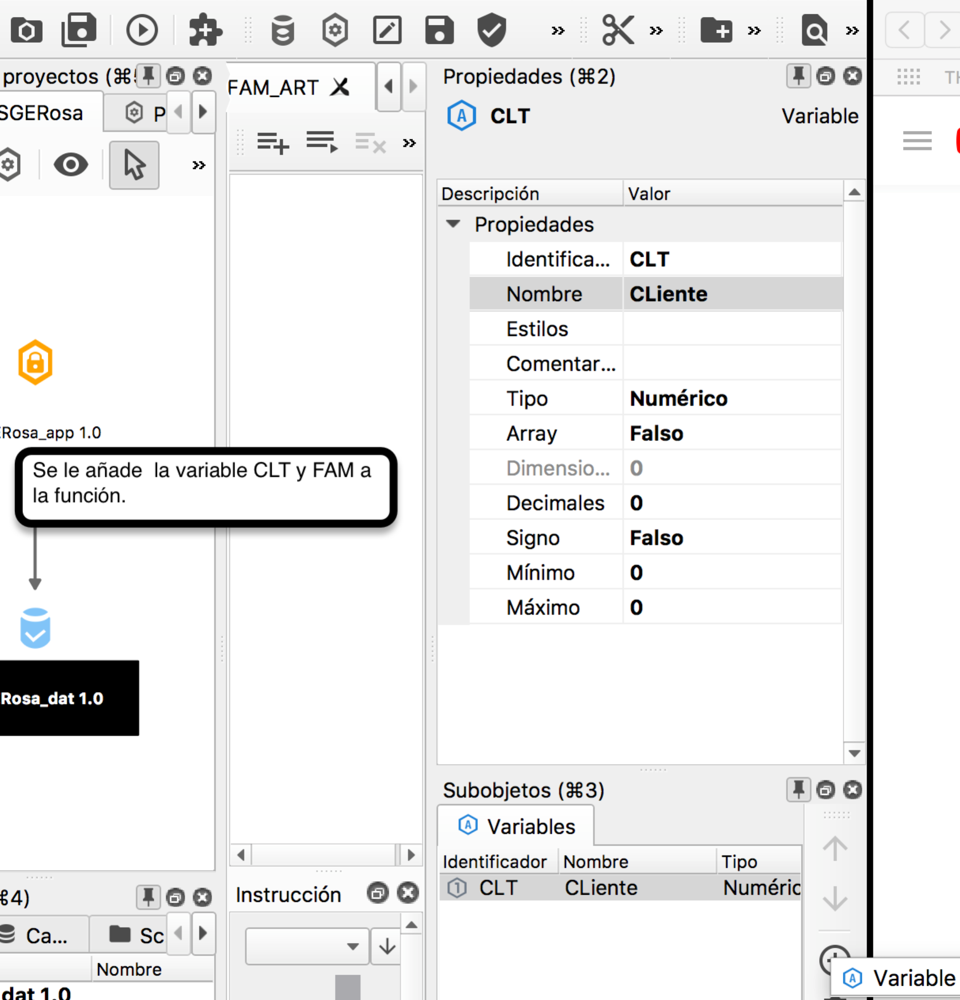 proyectos (⌘
FAM_ART
Propiedades (⌘2)
SGERosa
P
CLT
Variable
Descripción Valor
Propiedades
Identifica... CLT
Nombre CLiente
Estilos
Comentar...
Tipo Numérico
Array Falso
Dimensio... 0
Decimales 0
Signo Falso
Mínimo 0
Máximo 0
Rosa_app 1.0
Se le añade la variable CLT y FAM a
la función.
Rosa_dat 1.0
Subobjetos (⌘3)
Variables
Identificador Nombre Tipo
CLT CLiente Numéric
⌘4)
Instrucción
Ca... Sc
Nombre
dat 1.0
Variable